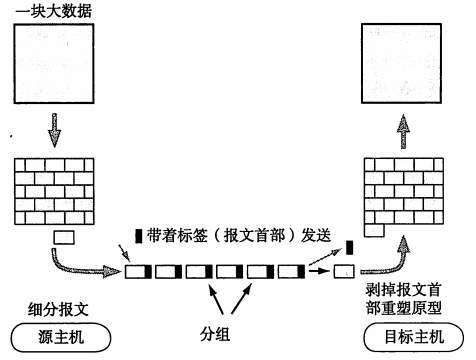 一块大数据
带着标签（报文首部）发送
细分报文
源主机
分组
剥掉报文首
部重塑原型
目标主机